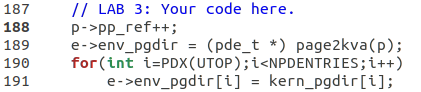 187 // LAB 3: Your code here.
188 p->pp_ref++;
189 e->env_pgdir = (pde_t *) page2kva(p);
190 for(int i=PDX(UTOP);i<NPDENTRIES;i++)
191 e->env_pgdir[i] = kern_pgdir[i];